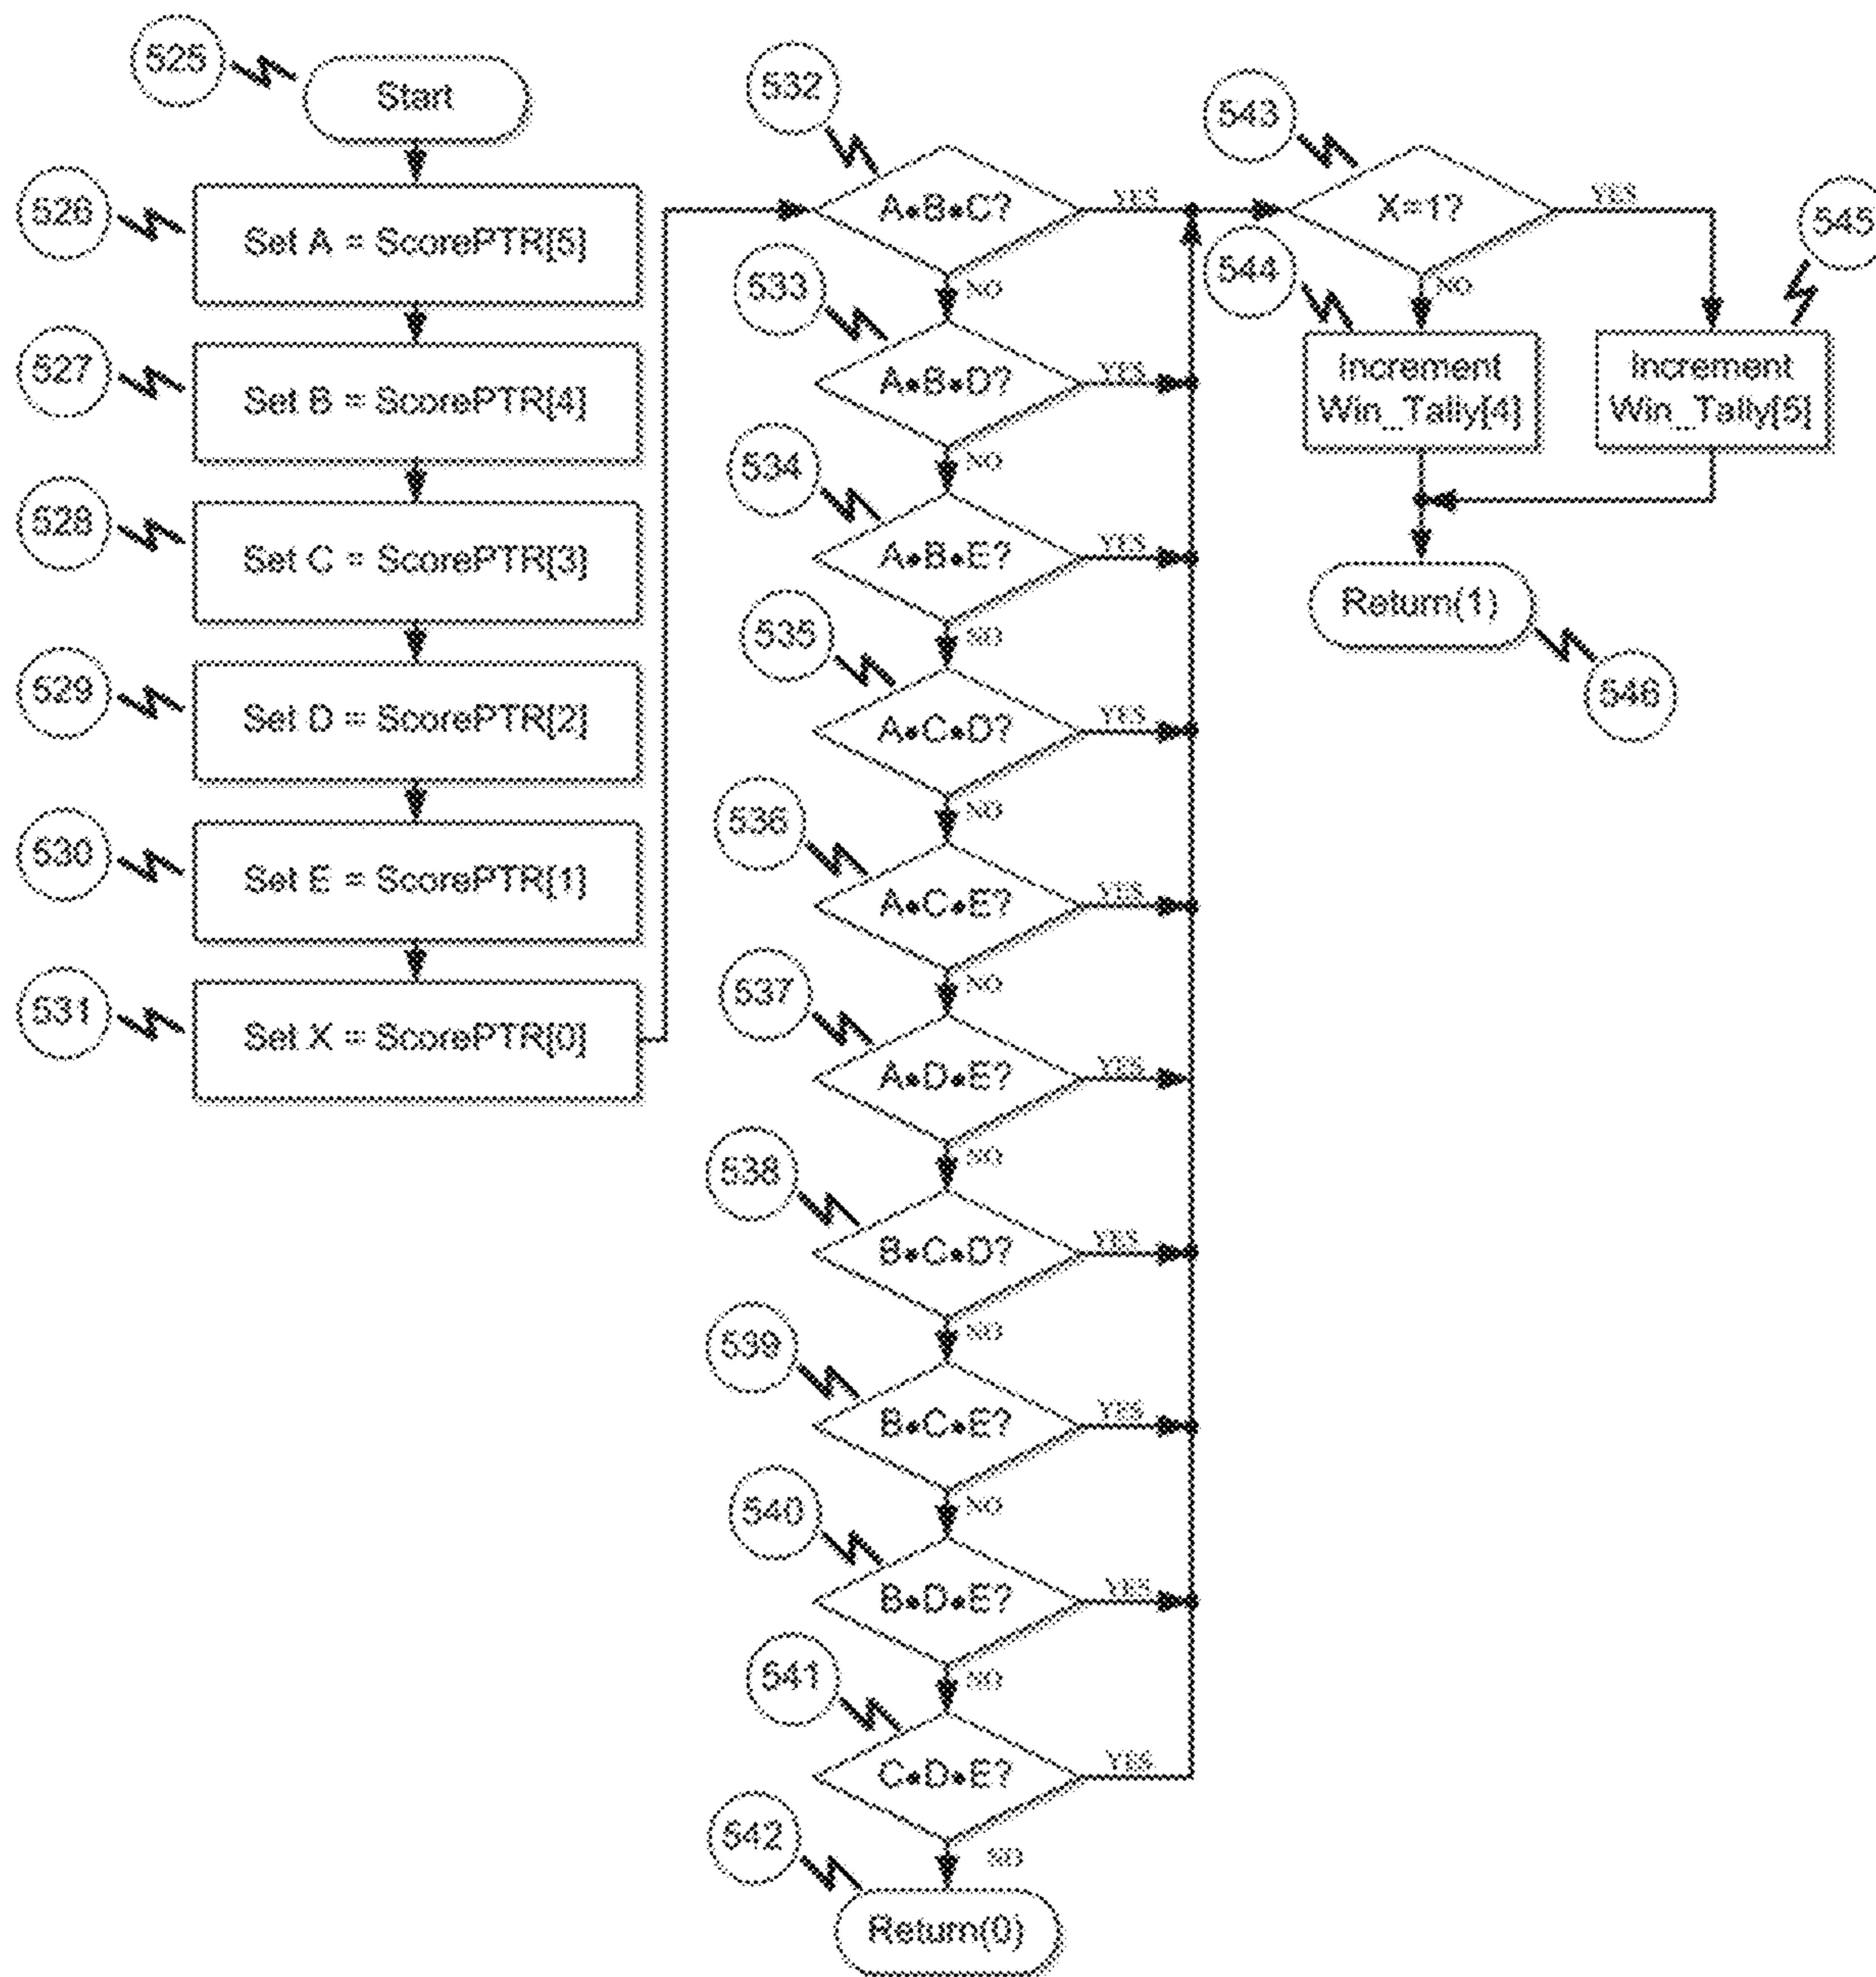 525
Start
526
Set A = ScorePTR[5]
527
Set B = ScorePTR[4]
528
Set C = ScorePTR[3]
529
Set D = ScorePTR[2]
530
Set E = ScorePTR[1]
531
Set X = ScorePTR[0]
532
A•B•C?
YES
NO
533
A•B•D?
YES
NO
534
A•B•E?
YES
NO
535
A•C•D?
YES
NO
536
A•C•E?
YES
NO
537
A•D•E?
YES
NO
538
B•C•D?
YES
NO
539
B•C•E?
YES
NO
540
B•D•E?
YES
NO
541
C•D•E?
YES
NO
542
Return(0)
543
X=1?
YES
NO
544
Increment
Win_Tally[4]
545
Increment
Win_Tally[5]
Return(1)
546